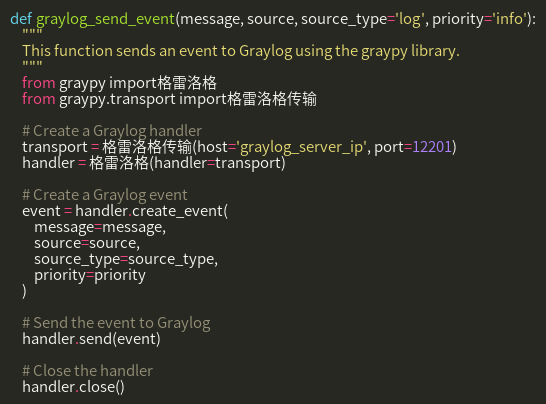 def graylog_send_event(message, source, source_type='log', priority='info'):
"""
This function sends an event to Graylog using the graypy library.
"""
from graypy import格雷洛格
from graypy.transport import格雷洛格传输
# Create a Graylog handler
transport = 格雷洛格传输(host='graylog_server_ip', port=12201)
handler = 格雷洛格(handler=transport)
# Create a Graylog event
event = handler.create_event(
message=message,
source=source,
source_type=source_type,
priority=priority
)
# Send the event to Graylog
handler.send(event)
# Close the handler
handler.close()